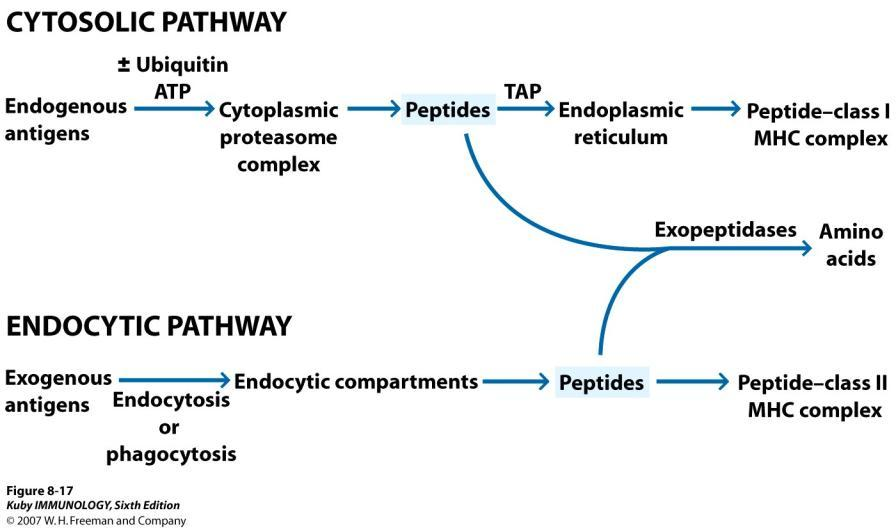 CYTOSOLIC PATHWAY
± Ubiquitin
ATP
TAP
Endogenous
antigens
Cytoplasmic
proteasome
complex
Peptides
Endoplasmic
reticulum
Peptide–class I
MHC complex
Exopeptidases
Amino
acids
ENDOCYTIC PATHWAY
Exogenous
antigens
Endocytosis
or
phagocytosis
Endocytic compartments
Peptides
Peptide–class II
MHC complex
Figure 8-17
Kuby IMMUNOLOGY, Sixth Edition
© 2007 W. H. Freeman and Company